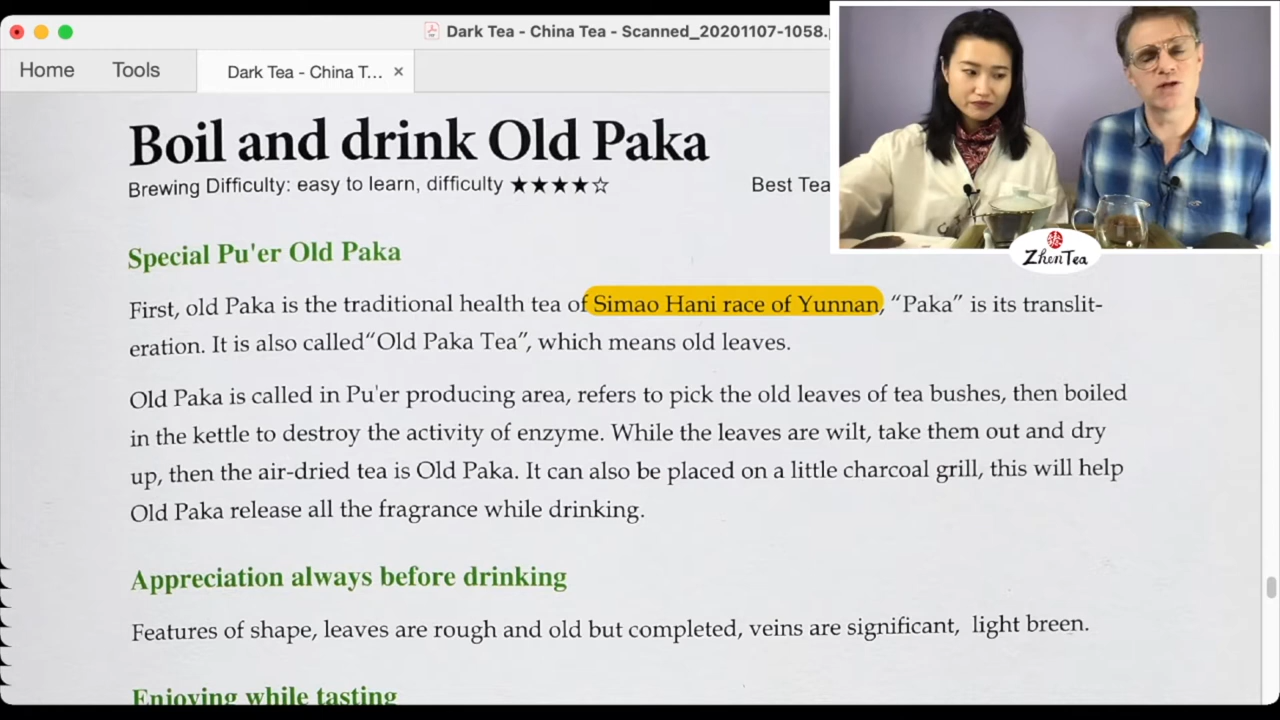 Dark Tea - China Tea - Scanned_20201107-1058.p
Home Tools Dark Tea - China T... ×
Boil and drink Old Paka
Brewing Difficulty: easy to learn, difficulty ★★★★☆ Best Tea
Zhen Tea
Special Pu'er Old Paka
First, old Paka is the traditional health tea of Simao Hani race of Yunnan, “Paka” is its translit-
eration. It is also called“Old Paka Tea”, which means old leaves.
Old Paka is called in Pu'er producing area, refers to pick the old leaves of tea bushes, then boiled
in the kettle to destroy the activity of enzyme. While the leaves are wilt, take them out and dry
up, then the air-dried tea is Old Paka. It can also be placed on a little charcoal grill, this will help
Old Paka release all the fragrance while drinking.
Appreciation always before drinking
Features of shape, leaves are rough and old but completed, veins are significant, light breen.
Enjoying while tasting